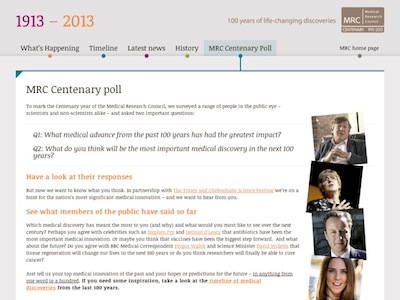 1913 – 2013
100 years of life-changing discoveries
MRC
Medical
Research
Council
CENTENARY 1913-2013
What's Happening
Timeline
Latest news
History
MRC Centenary Poll
MRC home page
MRC Centenary poll
To mark the Centenary year of the Medical Research Council, we surveyed a range of people in the public eye –
scientists and non-scientists alike – and asked two important questions:
Q1: What medical advance from the past 100 years has had the greatest impact?
Q2: What do you think will be the most important medical discovery in the next 100
years?
Have a look at their responses
But now we want to know what you think. In partnership with The Times and Cheltenham Science Festival we're on a
hunt for the nation's most significant medical innovation – and we want to hear from you.
See what members of the public have said so far
Which medical discovery has meant the most to you (and why) and what would you most like to see over the next
century? Perhaps you agree with celebrities such as Stephen Fry and Dermot O'Leary that antibiotics have been the
most important medical innovation. Or maybe you think that vaccines have been the biggest step forward. And what
about the future? Do you agree with BBC Medical Correspondent Fergus Walsh and Science Minister David Willetts that
tissue regeneration will change our lives in the next 100 years or do you think researchers will finally be able to cure
cancer?
Just tell us your top medical innovation of the past and your hopes or predictions for the future – in anything from
one word to a hundred. If you need some inspiration, take a look at the timeline of medical
discoveries from the last 100 years.